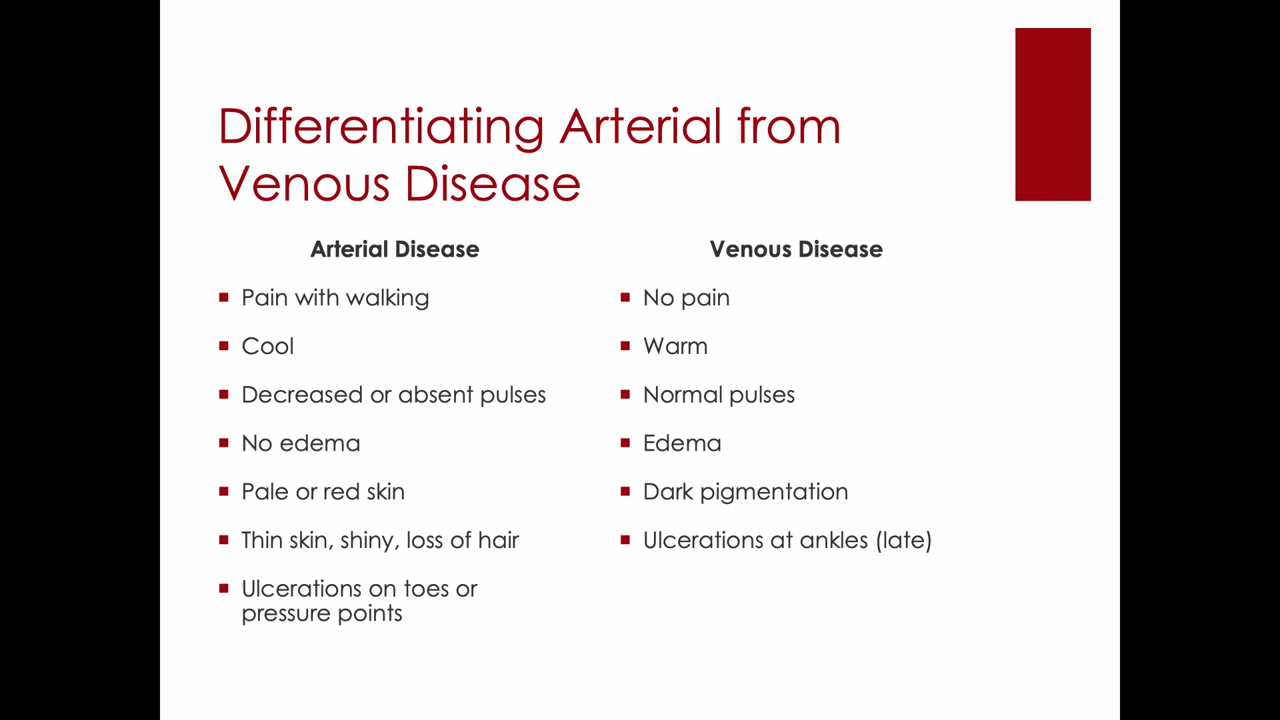 Differentiating Arterial from
Venous Disease
Arterial Disease
Pain with walking
Cool
Decreased or absent pulses
No edema
Pale or red skin
Thin skin, shiny, loss of hair
Ulcerations on toes or
pressure points
Venous Disease
No pain
Warm
Normal pulses
Edema
Dark pigmentation
Ulcerations at ankles (late)